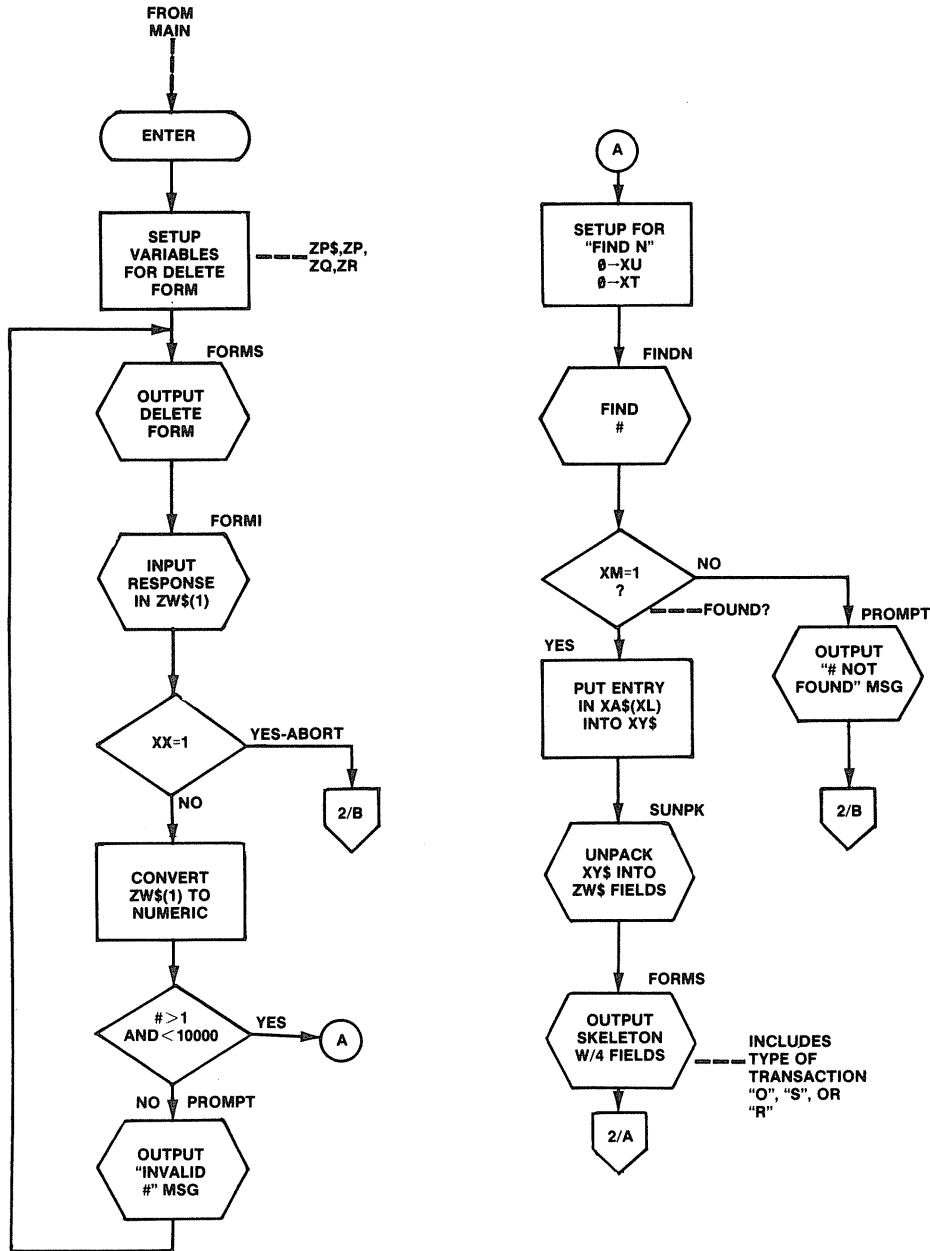 FROM
MAIN
ENTER
SETUP
VARIABLES
FOR DELETE
FORM
ZP$,ZP,
ZQ,ZR
FORMS
OUTPUT
DELETE
FORM
FORMI
INPUT
RESPONSE
IN ZW$(1)
XX=1
YES-ABORT
2/B
NO
CONVERT
ZW$(1) TO
NUMERIC
#>1
AND<10000
YES
A
NO
PROMPT
OUTPUT
"INVALID
#" MSG
A
SETUP FOR
"FIND N"
0→XU
0→XT
FINDN
FIND
#
XM=1
?
NO
FOUND?
YES
PROMPT
OUTPUT
"# NOT
FOUND" MSG
2/B
PUT ENTRY
IN XA$(XL)
INTO XY$
SUNPK
UNPACK
XY$ INTO
ZW$ FIELDS
FORMS
OUTPUT
SKELETON
W/4 FIELDS
INCLUDES
TYPE OF
TRANSACTION
"O", "S", OR
"R"
2/A